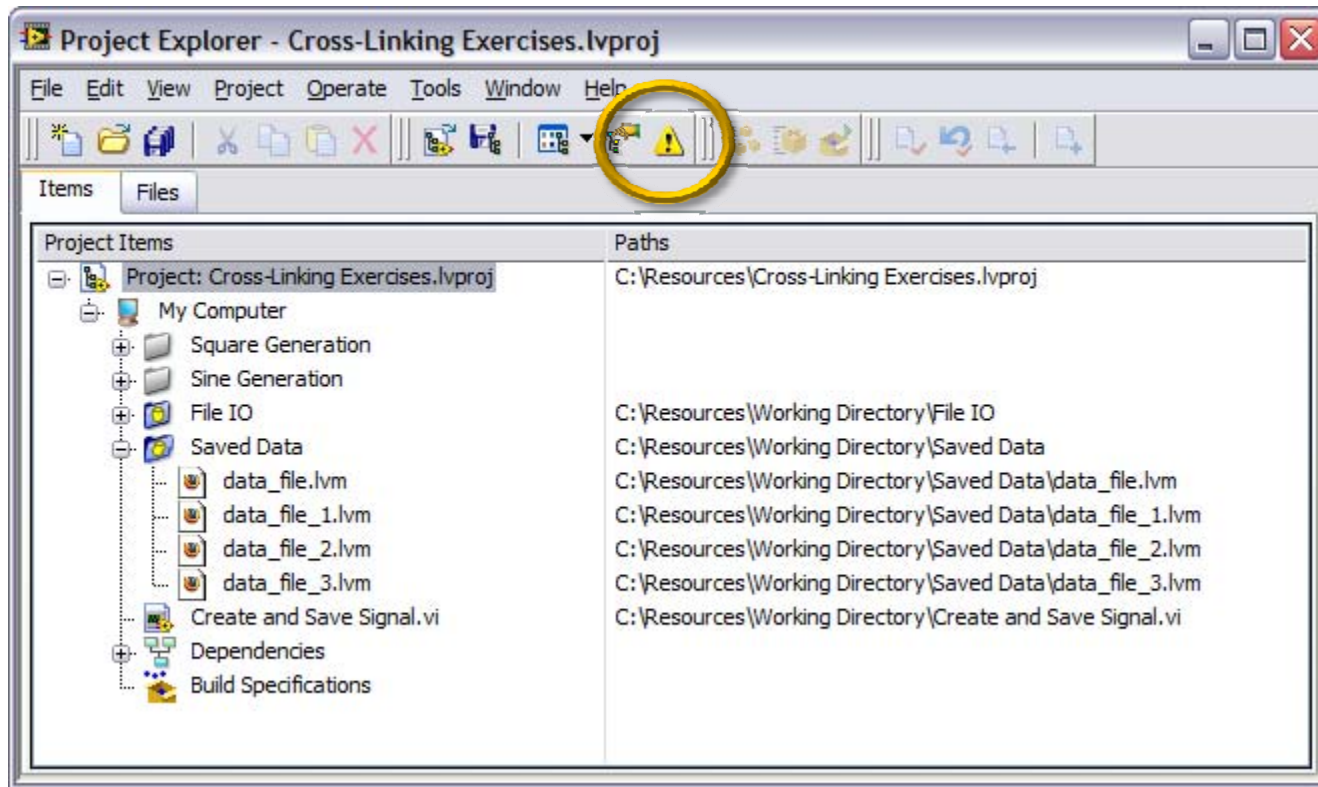 Project Explorer - Cross-Linking Exercises.lvproj
File Edit View Project Operate Tools Window Help
Items Files
Project Items Paths
Project: Cross-Linking Exercises.lvproj C:\Resources\Cross-Linking Exercises.lvproj
My Computer
Square Generation
Sine Generation
File IO C:\Resources\Working Directory\File IO
Saved Data C:\Resources\Working Directory\Saved Data
data_file.lvm C:\Resources\Working Directory\Saved Data\data_file.lvm
data_file_1.lvm C:\Resources\Working Directory\Saved Data\data_file_1.lvm
data_file_2.lvm C:\Resources\Working Directory\Saved Data\data_file_2.lvm
data_file_3.lvm C:\Resources\Working Directory\Saved Data\data_file_3.lvm
Create and Save Signal.vi C:\Resources\Working Directory\Create and Save Signal.vi
Dependencies
Build Specifications